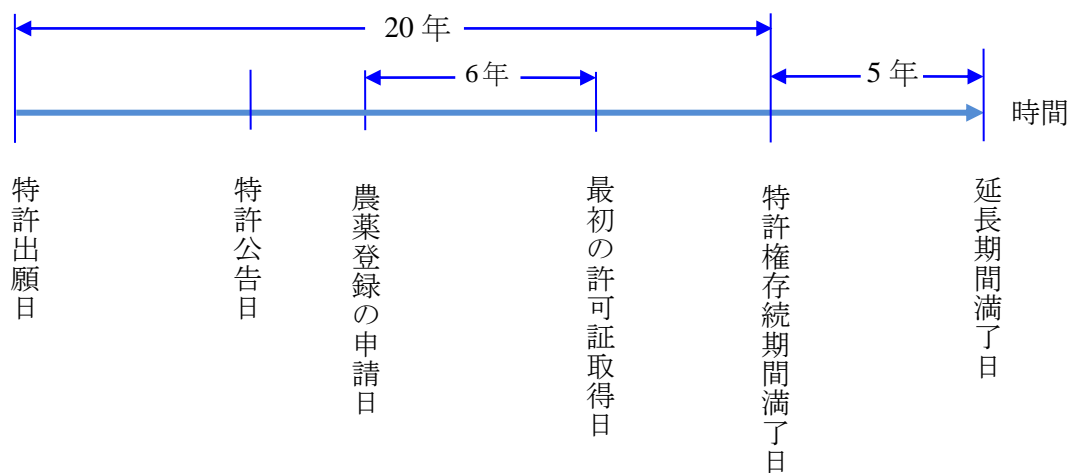 20 年
6 年
5 年
時間
特許出願日
特許公告日
農薬登録の申請日
最初の許可証取得日
特許権存続期間満了日
延長期間満了日